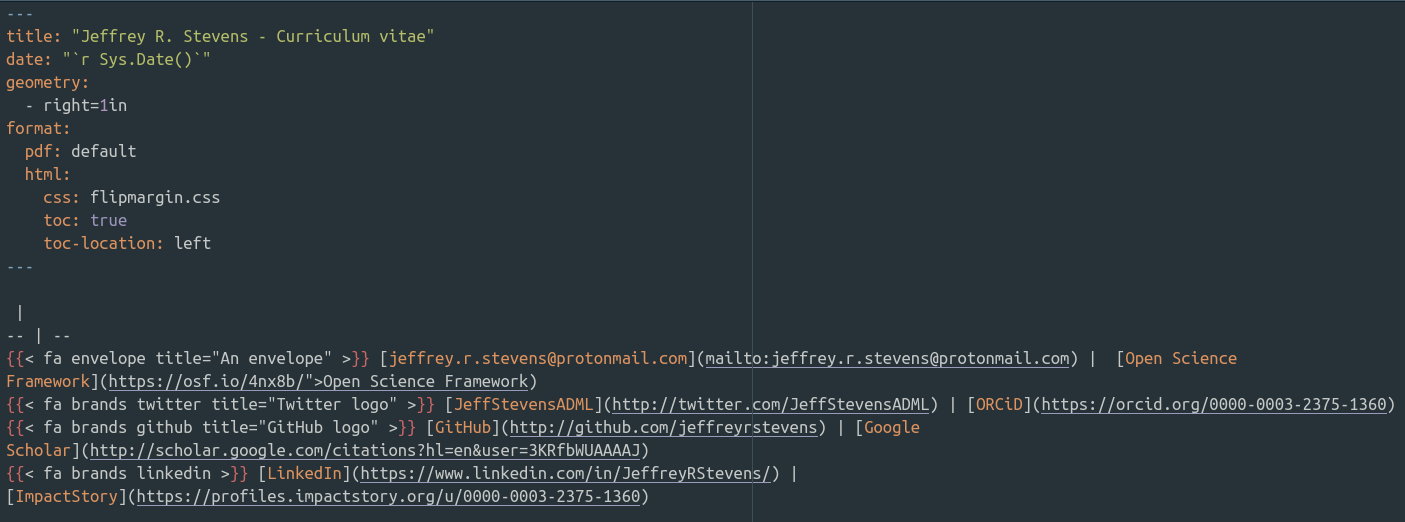 ---
title: "Jeffrey R. Stevens - Curriculum vitae"
date: "`r Sys.Date()`"
geometry:
  - right=1in
format:
  pdf: default
  html:
    css: flipmargin.css
    toc: true
    toc-location: left
---
 |
-- | --
{{< fa envelope title="An envelope" >}} [jeffrey.r.stevens@protonmail.com](mailto:jeffrey.r.stevens@protonmail.com) |  [Open Science
Framework](https://osf.io/4nx8b/">Open Science Framework)
{{< fa brands twitter title="Twitter logo" >}} [JeffStevensADML](http://twitter.com/JeffStevensADML) | [ORCiD](https://orcid.org/0000-0003-2375-1360)
{{< fa brands github title="GitHub logo" >}} [GitHub](http://github.com/jeffreyrstevens) | [Google
Scholar](http://scholar.google.com/citations?hl=en&user=3KRfbWUAAAAJ)
{{< fa brands linkedin >}} [LinkedIn](https://www.linkedin.com/in/JeffreyRStevens/) |
[ImpactStory](https://profiles.impactstory.org/u/0000-0003-2375-1360)